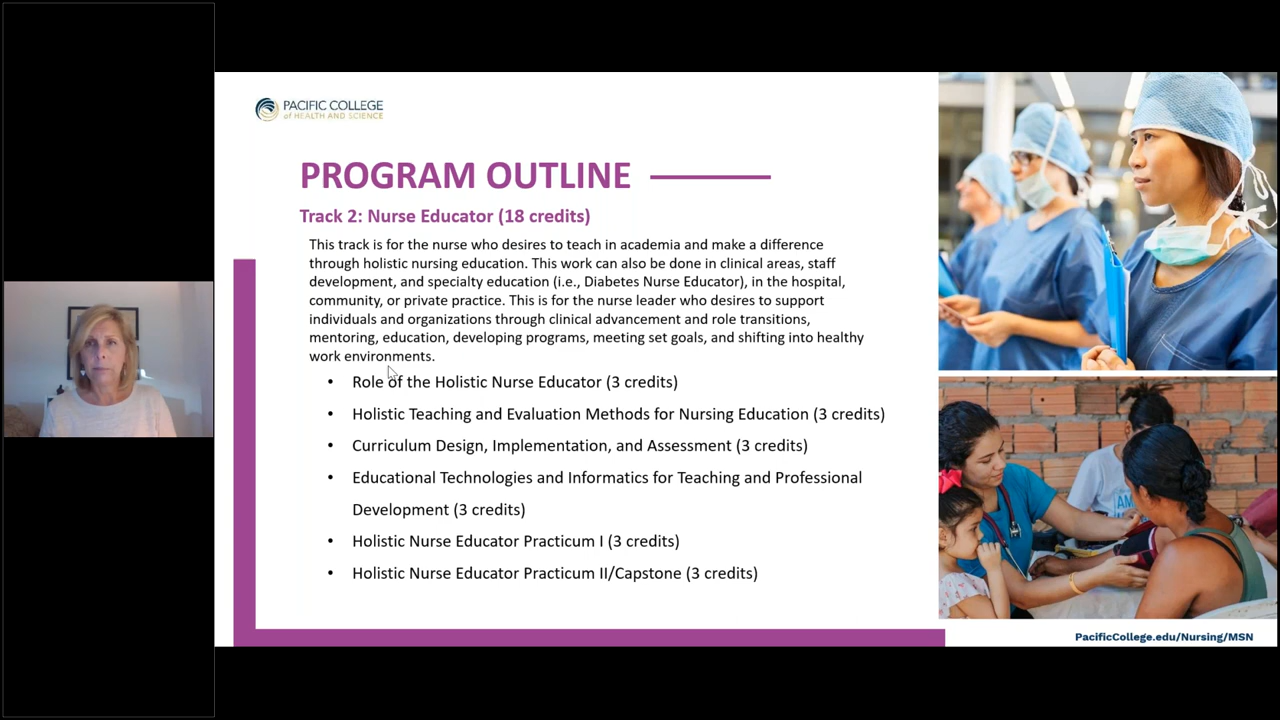 PACIFIC COLLEGE
of HEALTH AND SCIENCE
PROGRAM OUTLINE
Track 2: Nurse Educator (18 credits)
This track is for the nurse who desires to teach in academia and make a difference
through holistic nursing education. This work can also be done in clinical areas, staff
development, and specialty education (i.e., Diabetes Nurse Educator), in the hospital,
community, or private practice. This is for the nurse leader who desires to support
individuals and organizations through clinical advancement and role transitions,
mentoring, education, developing programs, meeting set goals, and shifting into healthy
work environments.
• Role of the Holistic Nurse Educator (3 credits)
• Holistic Teaching and Evaluation Methods for Nursing Education (3 credits)
• Curriculum Design, Implementation, and Assessment (3 credits)
• Educational Technologies and Informatics for Teaching and Professional
Development (3 credits)
• Holistic Nurse Educator Practicum I (3 credits)
• Holistic Nurse Educator Practicum II/Capstone (3 credits)
PacificCollege.edu/Nursing/MSN